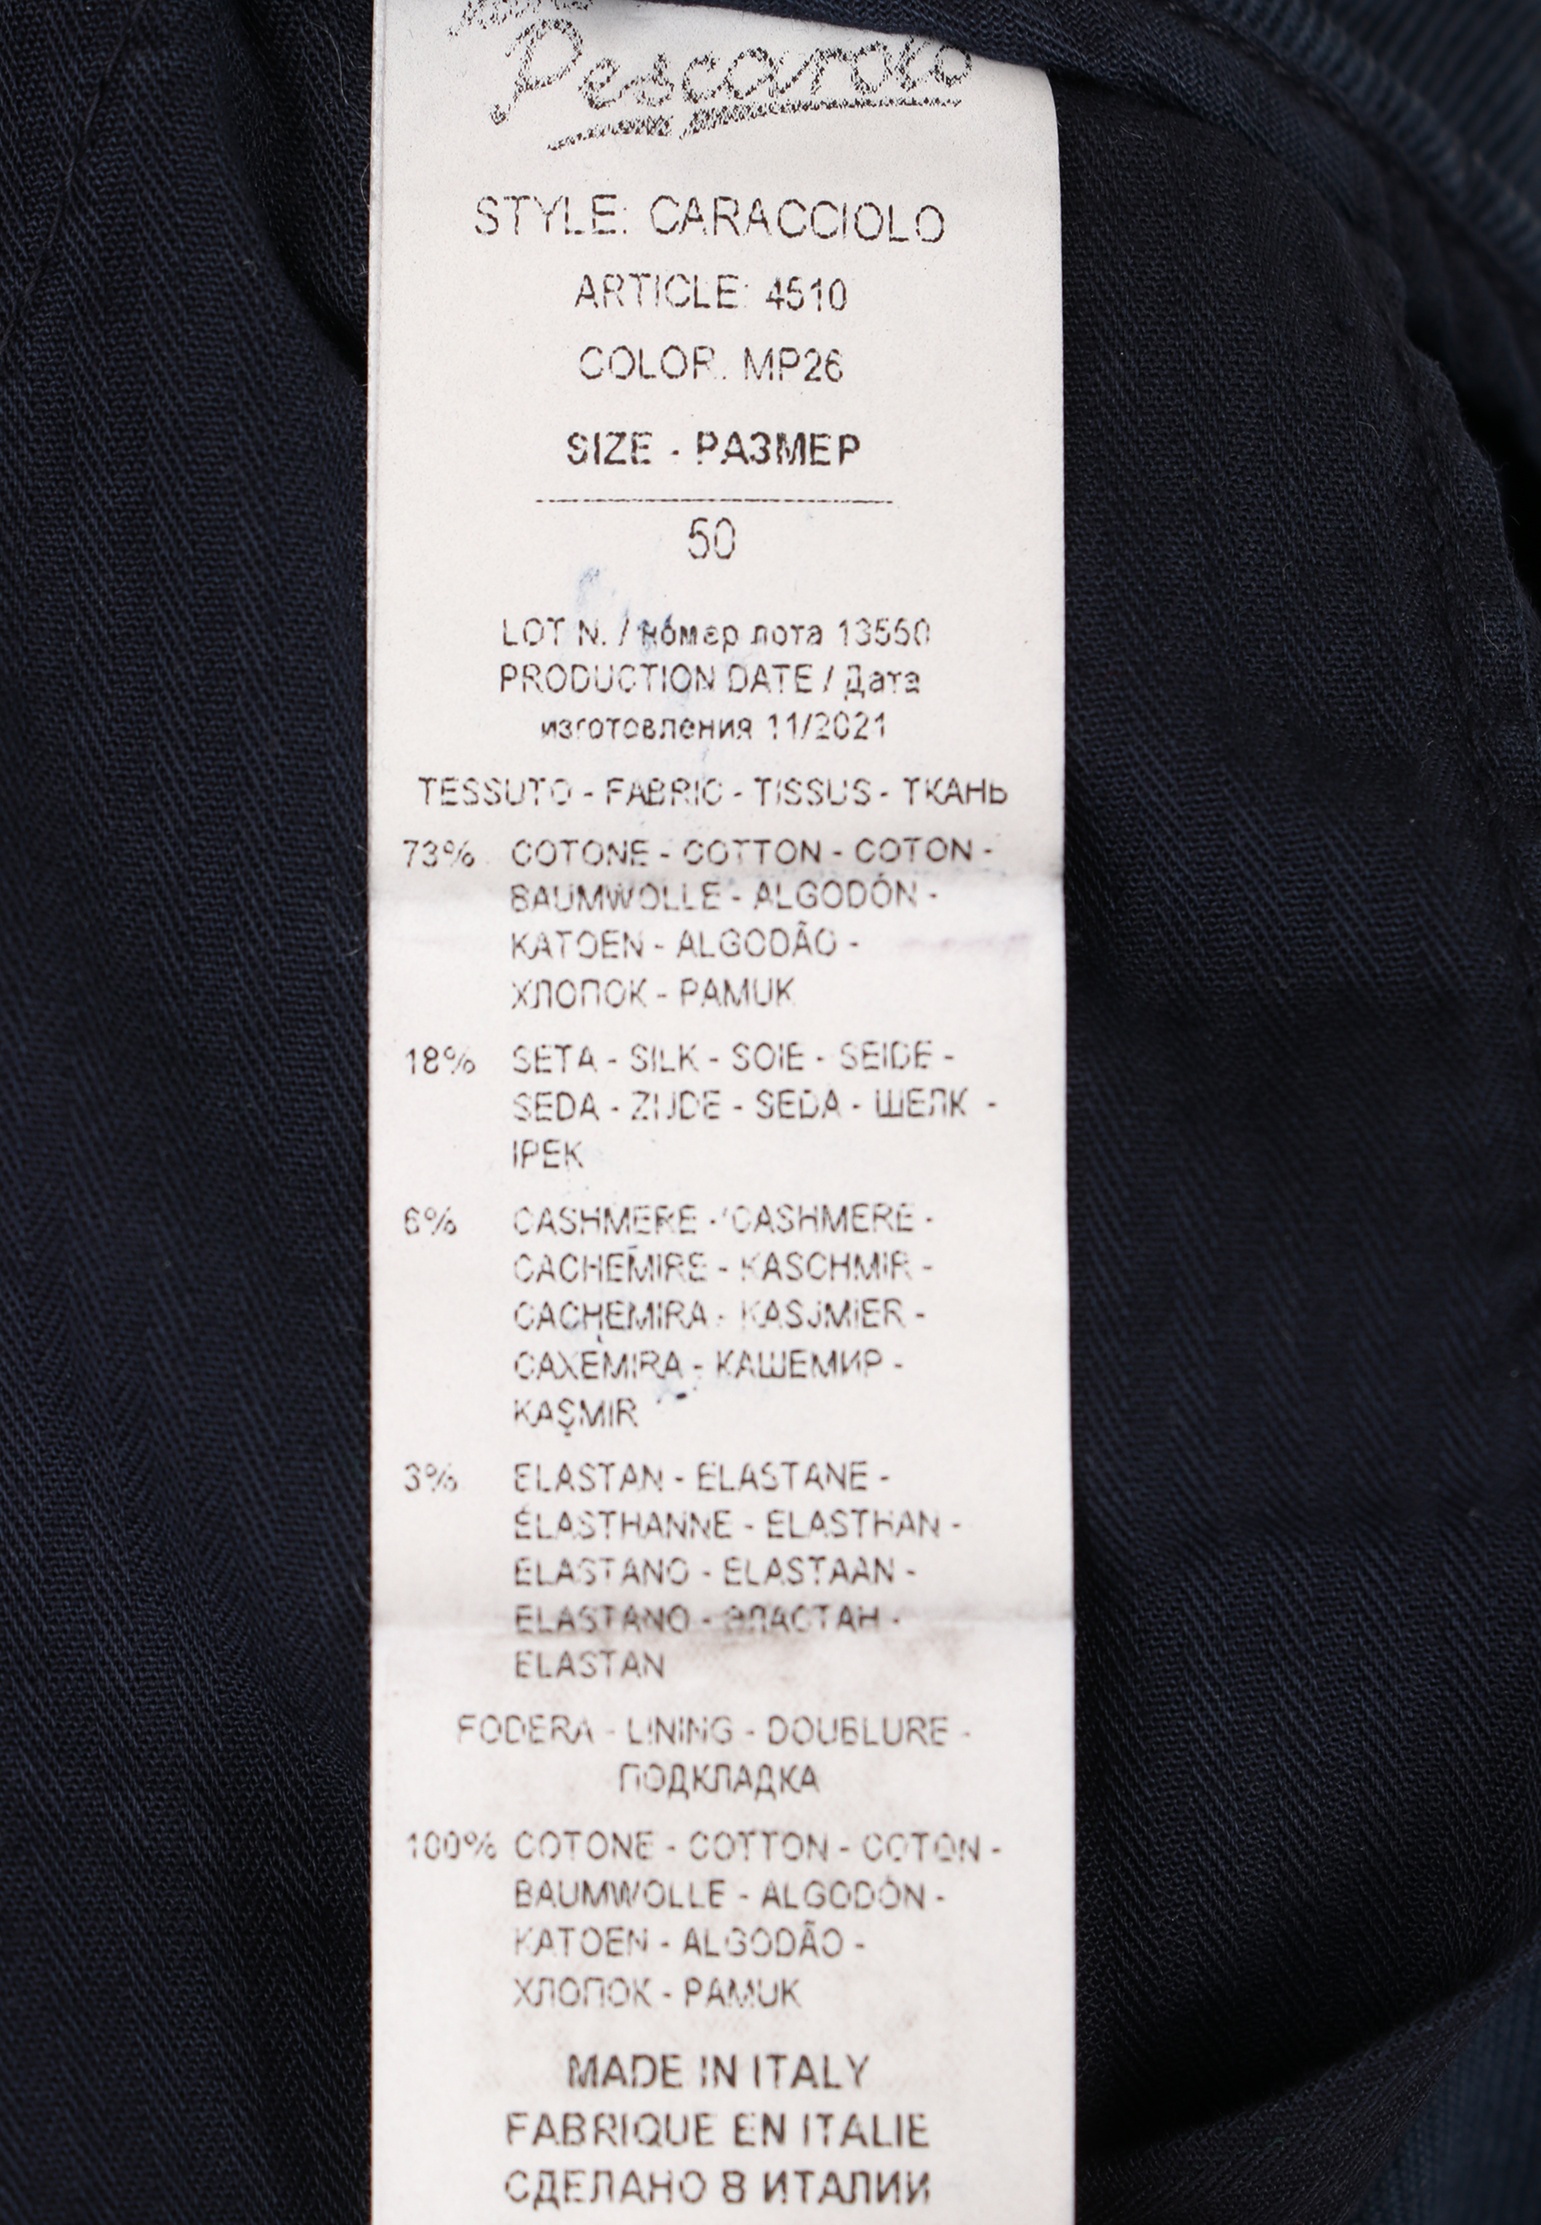 Pescarolo
STYLE: CARACCIOLO
ARTICLE: 4510
COLOR: MP26
SIZE - РАЗМЕР
50
LOT N. / номер лота 13550
PRODUCTION DATE / Дата
изготовления 11/2021
TESSUTO - FABRIC - TISSUS - ТКАНЬ
73% COTONE - COTTON - COTON -
BAUMWOLLE - ALGODÓN -
KATOEN - ALGODÃO -
ХЛОПОК - PAMUK
18% SETA - SILK - SOIE - SEIDE -
SEDA - ZIJDE - SEDA - ШЕЛК -
IPEK
6% CASHMERE - CASHMERE -
CACHEMIRE - KASCHMIR -
CACHEMIRA - KASJMIER -
CAXEMIRA - КАШЕМИР -
KAŞMIR
3% ELASTAN - ELASTANE -
ÉLASTHANNE - ELASTHAN -
ELASTANO - ELASTAAN -
ELASTANO - ЭЛАСТАН -
ELASTAN
FODERA - LINING - DOUBLURE -
ПОДКЛАДКА
100% COTONE - COTTON - COTON -
BAUMWOLLE - ALGODÓN -
KATOEN - ALGODÃO -
ХЛОПОК - PAMUK
MADE IN ITALY
FABRIQUE EN ITALIE
СДЕЛАНО В ИТАЛИИ